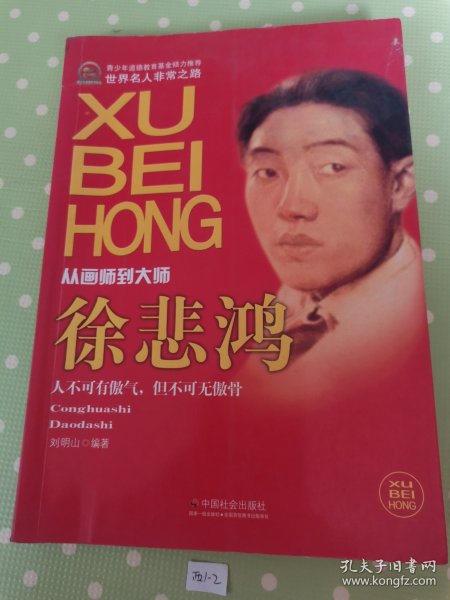 青少年道德教育基金倾力推荐
世界名人非常之路
XU
BEI
HONG
从画师到大师
徐悲鸿
人不可有傲气，但不可无傲骨
Conghuashi
Daodashi
刘明山◎编著
XU
BEI
HONG
中国社会出版社
西1-2
孔夫子旧书网
www.kongfz.com